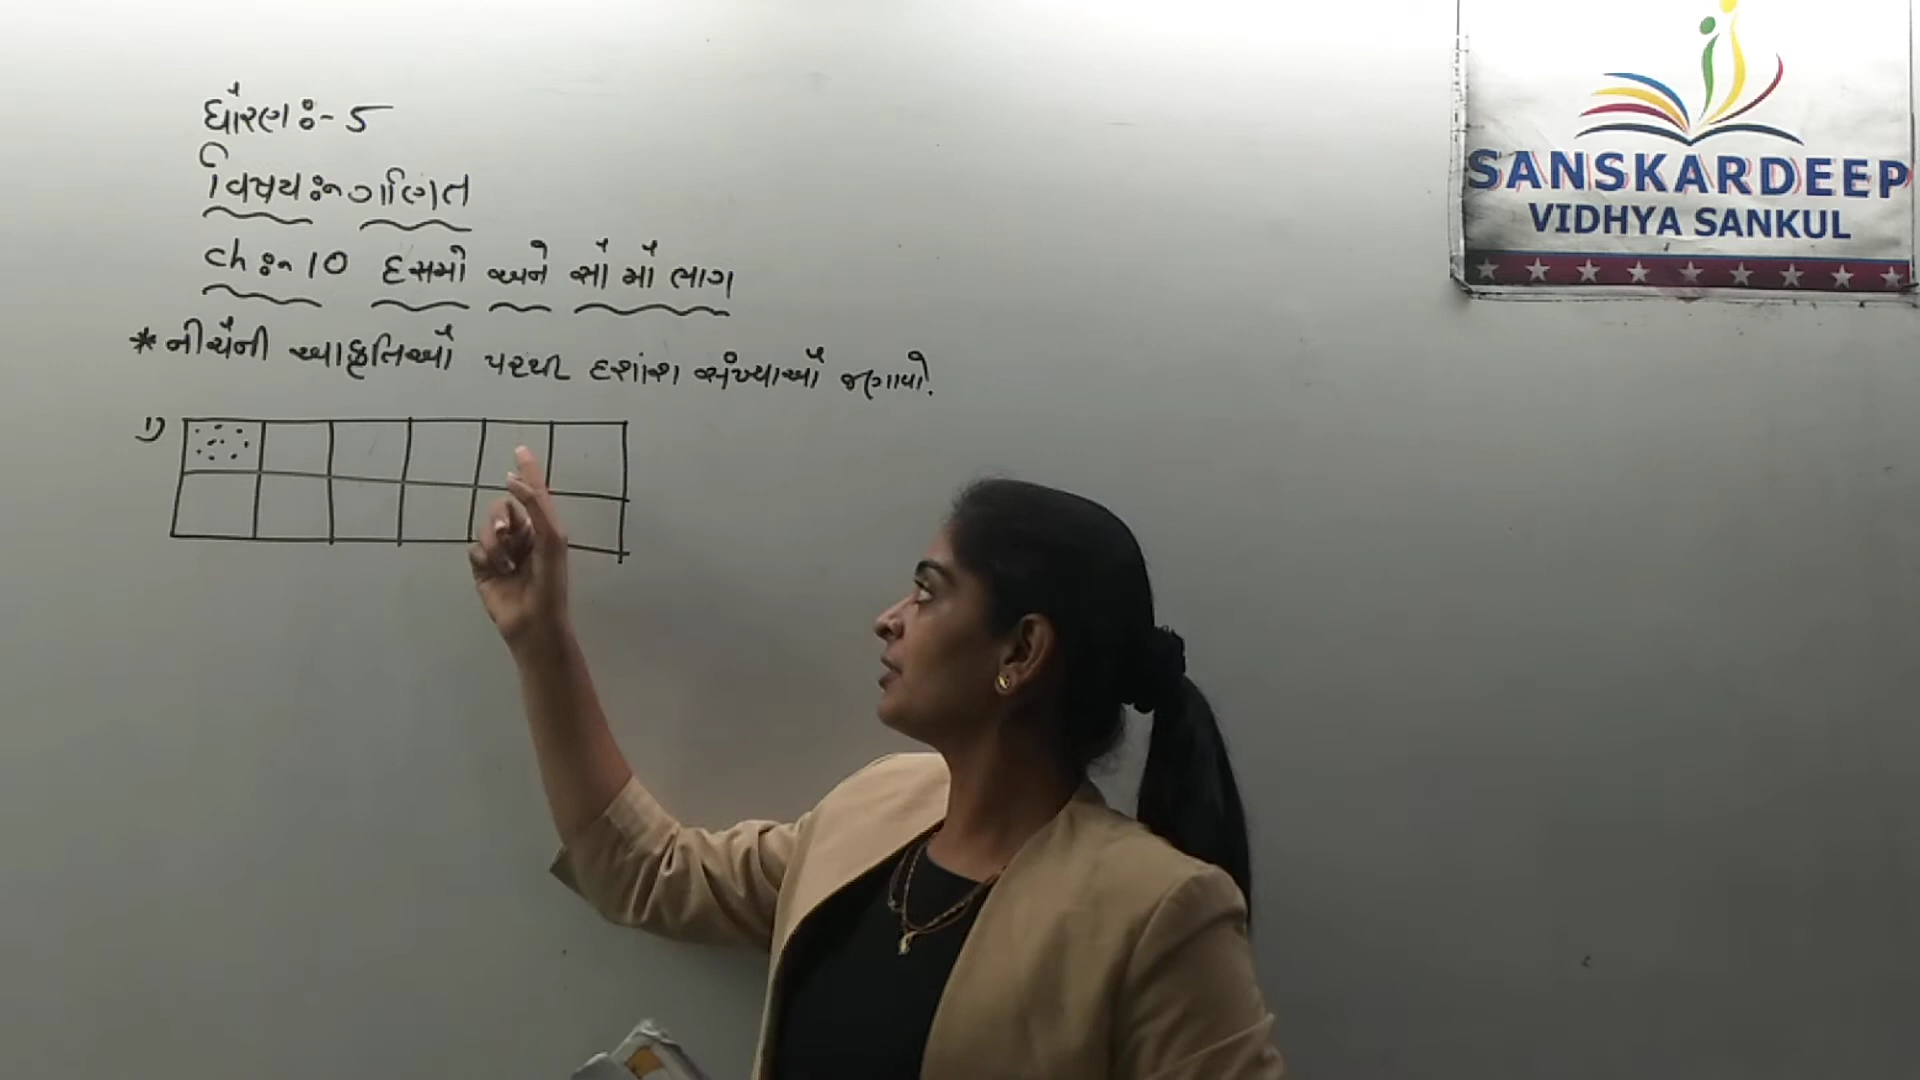 ધોરણ :- 5
વિષય :- ગણિત
ch :- 10 દસમો અને સો મો ભાગ
* નીચેની આકૃતિઓ પરથી દશાંશ સંખ્યાઓ જણાવો.
1)
SANSKARDEEP
VIDHYA SANKUL